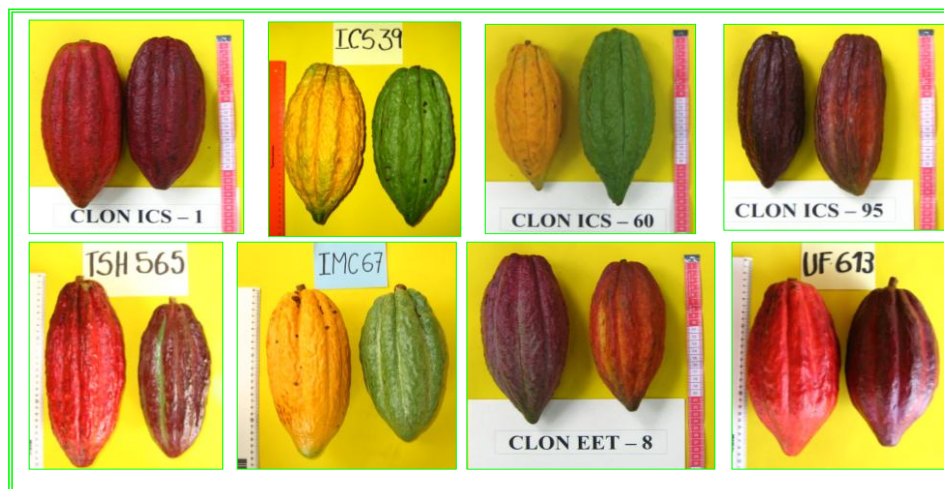 CLON ICS – 1
ICS 39
CLON ICS – 60
CLON ICS – 95
TSH 565
IMC67
CLON EET – 8
UF 613